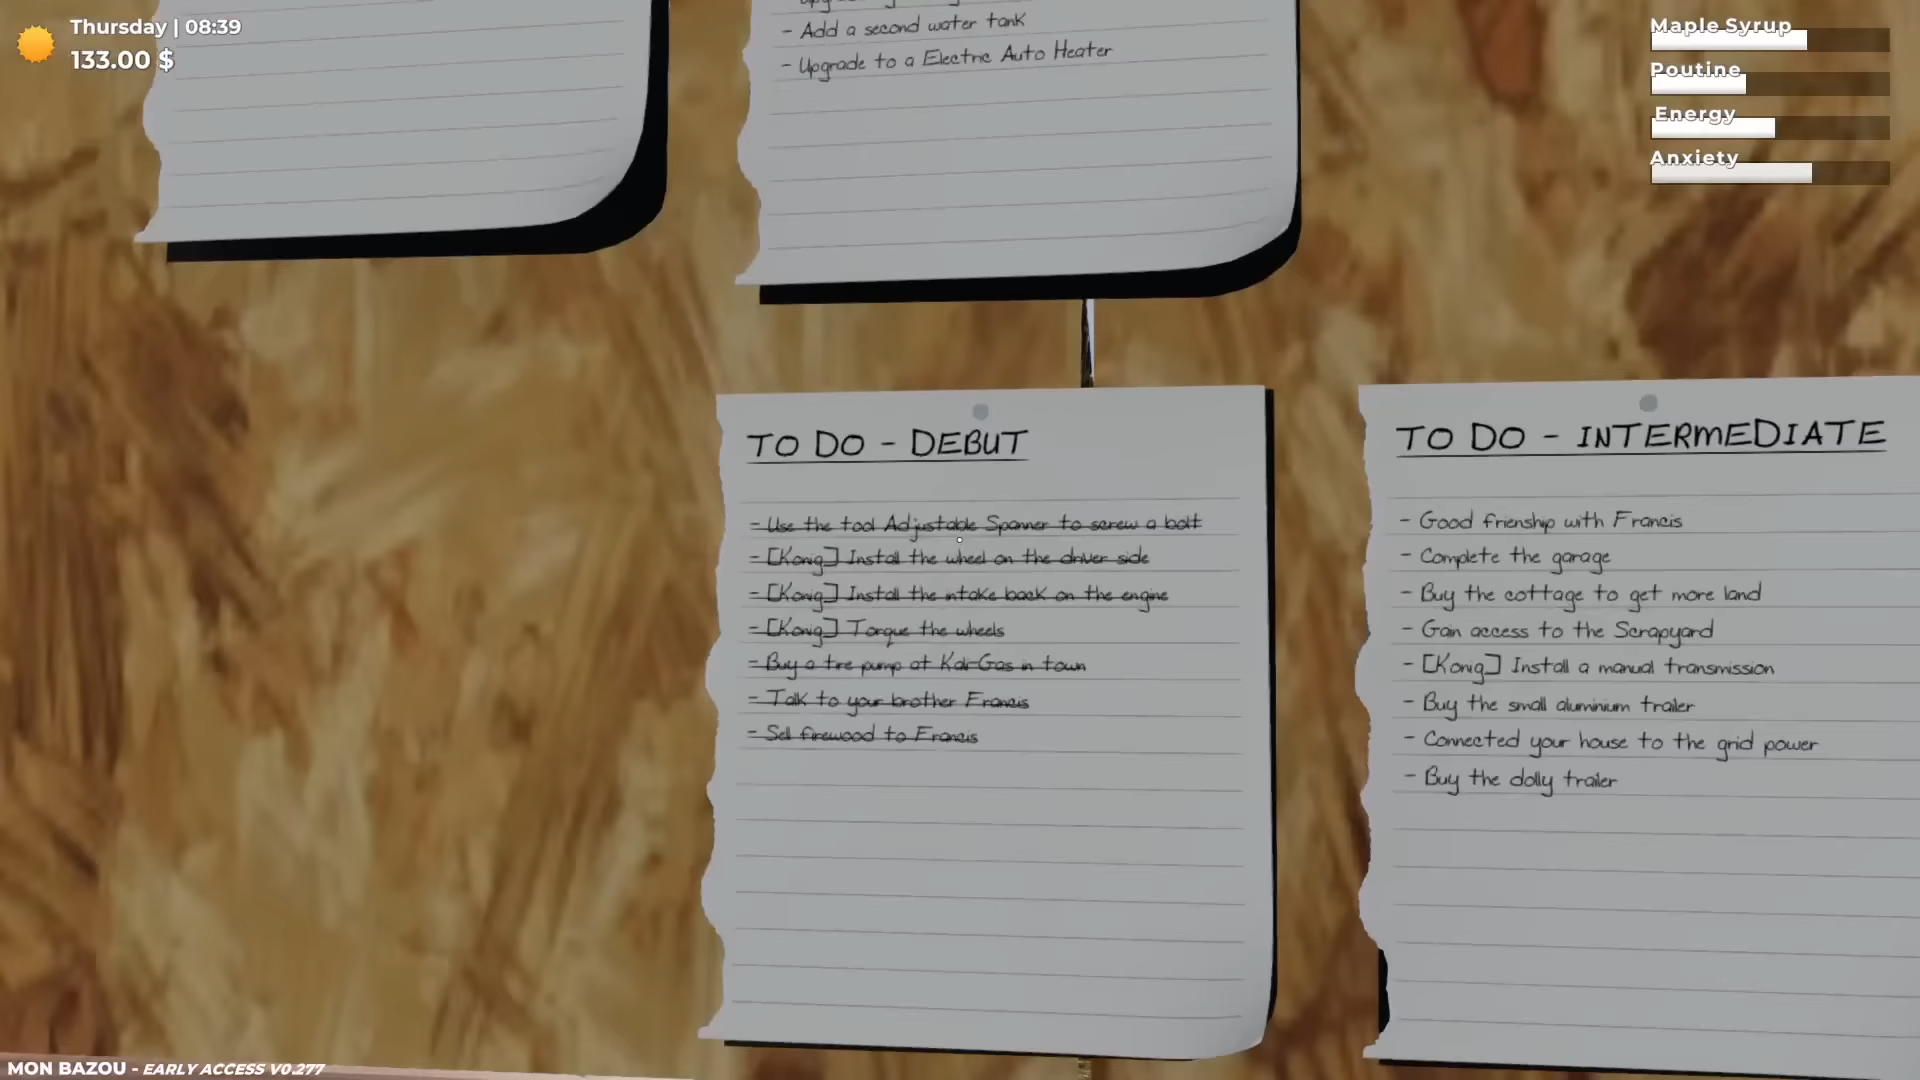 Thursday | 08:39
133.00 $
Maple Syrup
Poutine
Energy
Anxiety
- Add a second water tank
- Upgrade to a Electric Auto Heater
TO DO - DEBUT
- Use the tool Adjustable Spanner to screw a bolt
- [Konig] Install the wheel on the driver side
- [Konig] Install the intake back on the engine
- [Konig] Torque the wheels
- Buy a tire pump at Kali-Gas in town
- Talk to your brother Francis
- Sell firewood to Francis
TO DO - INTERMEDIATE
- Good frienship with Francis
- Complete the garage
- Buy the cottage to get more land
- Gain access to the Scrapyard
- [Konig] Install a manual transmission
- Buy the small aluminium trailer
- Connected your house to the grid power
- Buy the dolly trailer
MON BAZOU - EARLY ACCESS V0.277